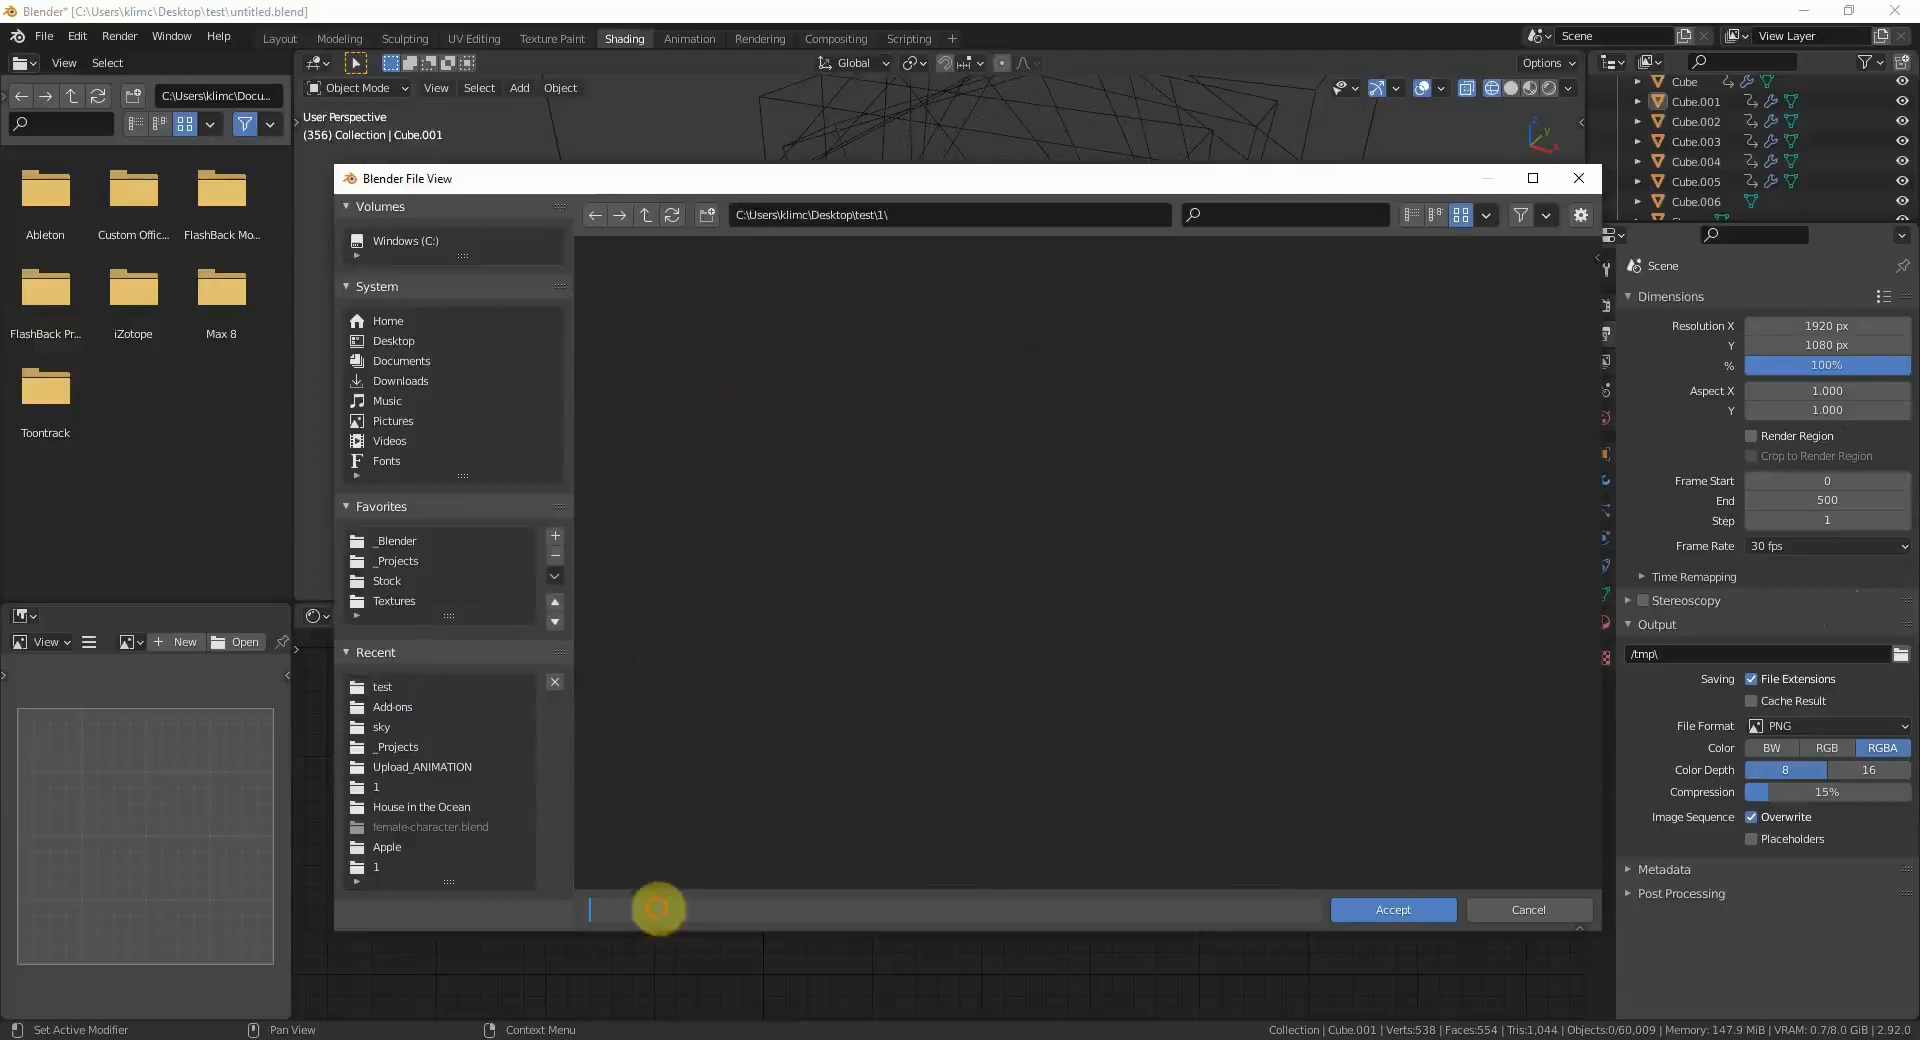 Blender* [C:\Users\klimc\Desktop\test\untitled.blend]
File Edit Render Window Help
Layout Modeling Sculpting UV Editing Texture Paint Shading Animation Rendering Compositing Scripting +
Scene
View Layer
View Select
Global
Options
C:\Users\klimc\Docu...
Object Mode View Select Add Object
User Perspective
(356) Collection | Cube.001
Ableton
Custom Offic...
FlashBack Mo...
FlashBack Pr...
iZotope
Max 8
Toontrack
View
New
Open
Blender File View
Volumes
Windows (C:)
System
Home
Desktop
Documents
Downloads
Music
Pictures
Videos
Fonts
Favorites
_Blender
_Projects
Stock
Textures
Recent
test
Add-ons
sky
_Projects
Upload_ANIMATION
1
House in the Ocean
female-character.blend
Apple
1
C:\Users\klimc\Desktop\test\1\
Accept
Cancel
Cube
Cube.001
Cube.002
Cube.003
Cube.004
Cube.005
Cube.006
Scene
Dimensions
Resolution X 1920 px
Y 1080 px
% 100%
Aspect X 1.000
Y 1.000
Render Region
Crop to Render Region
Frame Start 0
End 500
Step 1
Frame Rate 30 fps
Time Remapping
Stereoscopy
Output
/tmp\
Saving File Extensions
Cache Result
File Format PNG
Color BW RGB RGBA
Color Depth 8 16
Compression 15%
Image Sequence Overwrite
Placeholders
Metadata
Post Processing
Set Active Modifier
Pan View
Context Menu
Collection | Cube.001 | Verts:538 | Faces:554 | Tris:1,044 | Objects:0/60,009 | Memory: 147.9 MiB | VRAM: 0.7/8.0 GiB | 2.92.0